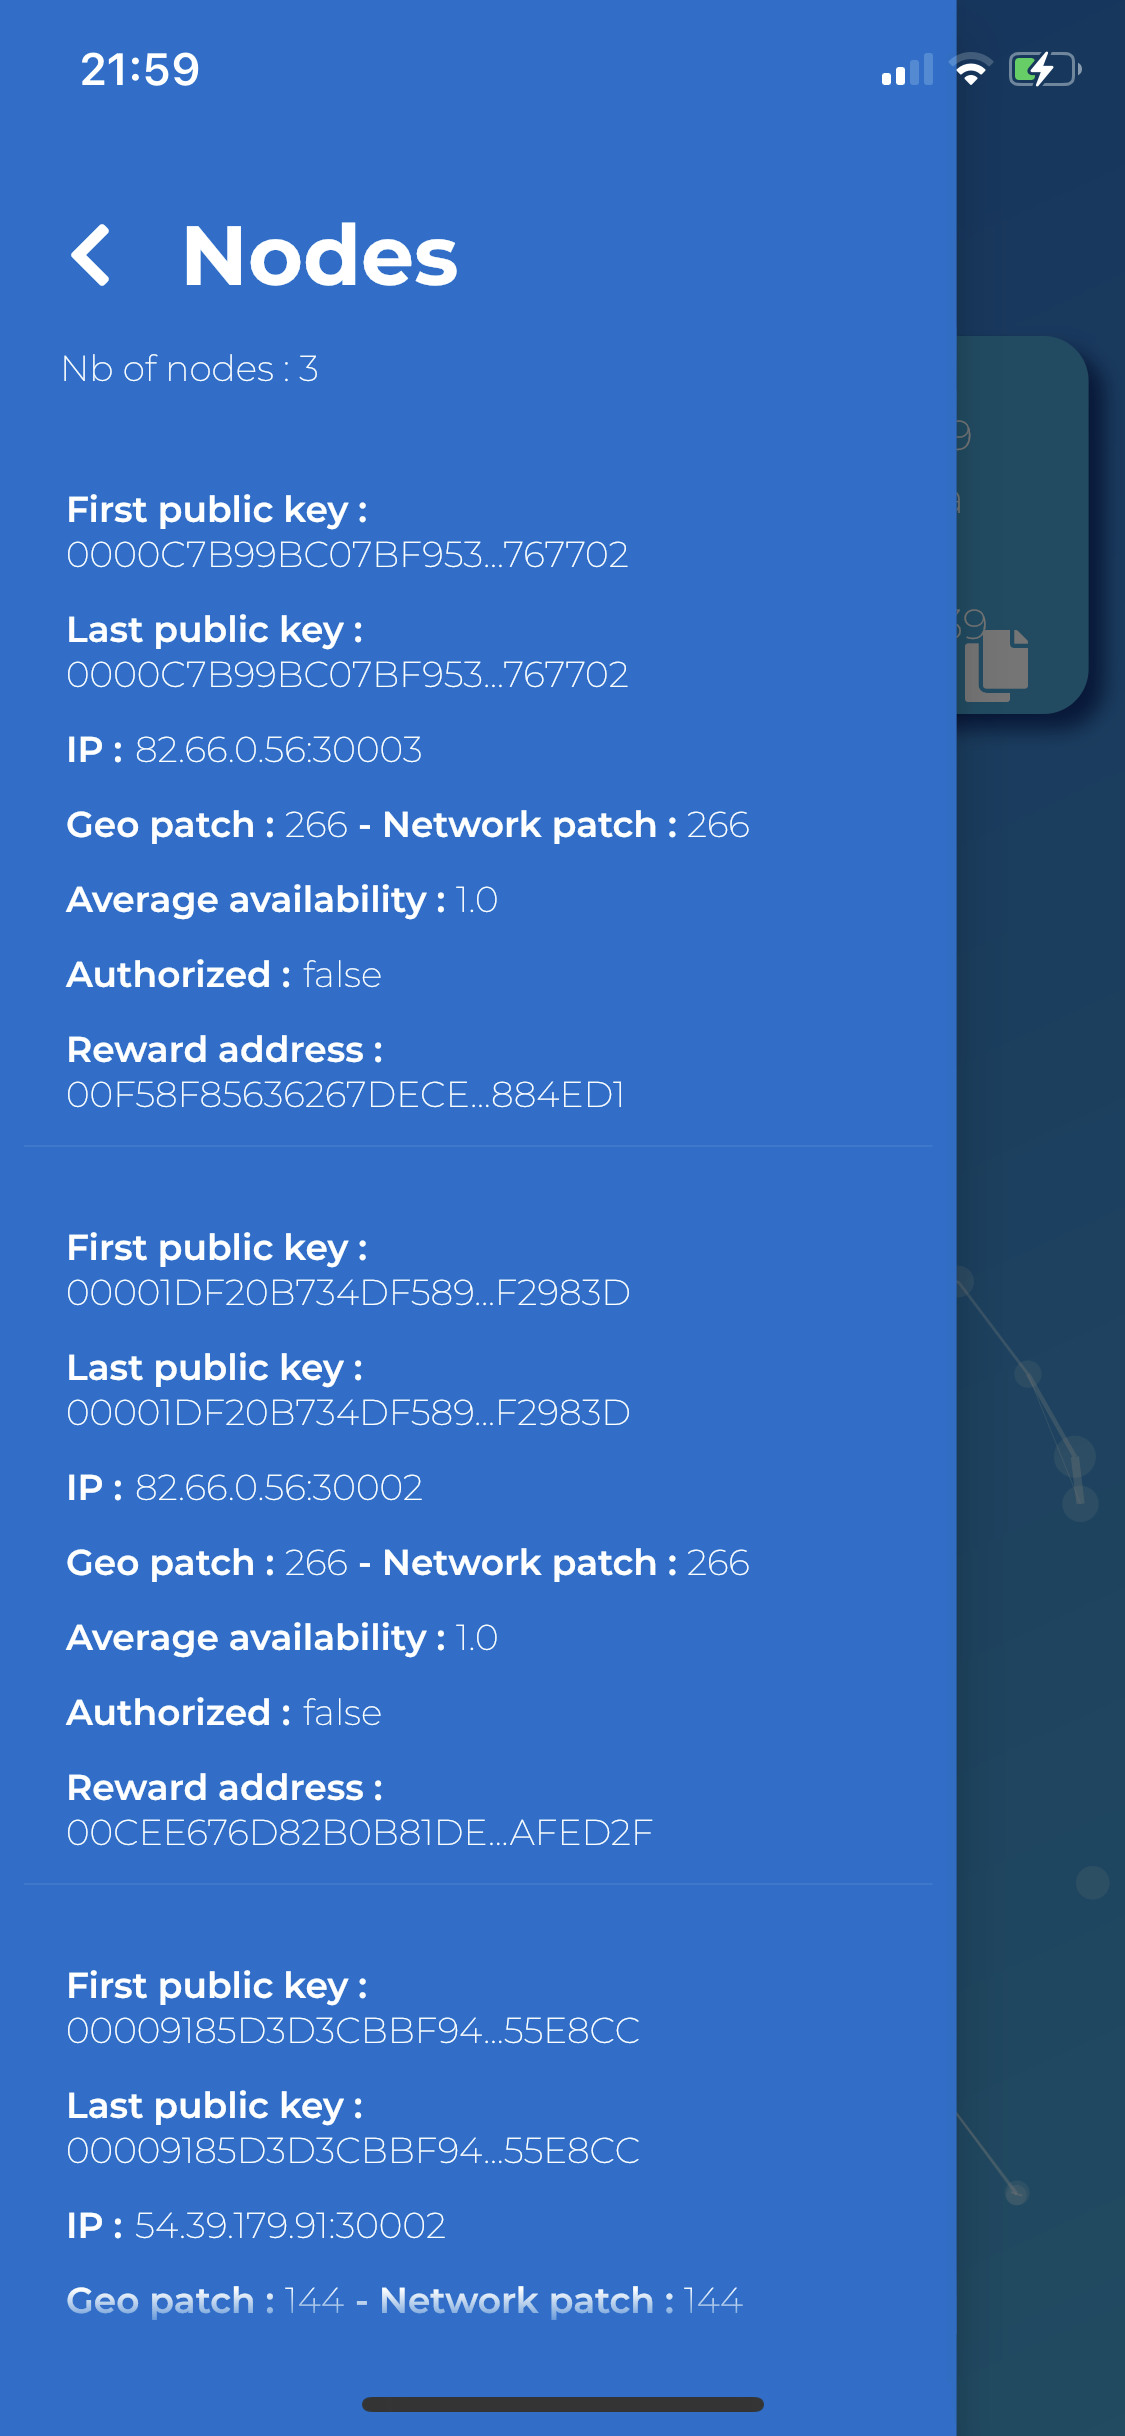 21:59
Nodes
Nb of nodes : 3
First public key :
0000C7B99BC07BF953...767702
Last public key :
0000C7B99BC07BF953...767702
IP : 82.66.0.56:30003
Geo patch : 266 - Network patch : 266
Average availability : 1.0
Authorized : false
Reward address :
00F58F85636267DECE...884ED1
First public key :
00001DF20B734DF589...F2983D
Last public key :
00001DF20B734DF589...F2983D
IP : 82.66.0.56:30002
Geo patch : 266 - Network patch : 266
Average availability : 1.0
Authorized : false
Reward address :
00CEE676D82B0B81DE...AFED2F
First public key :
00009185D3D3CBBF94...55E8CC
Last public key :
00009185D3D3CBBF94...55E8CC
IP : 54.39.179.91:30002
Geo patch : 144 - Network patch : 144